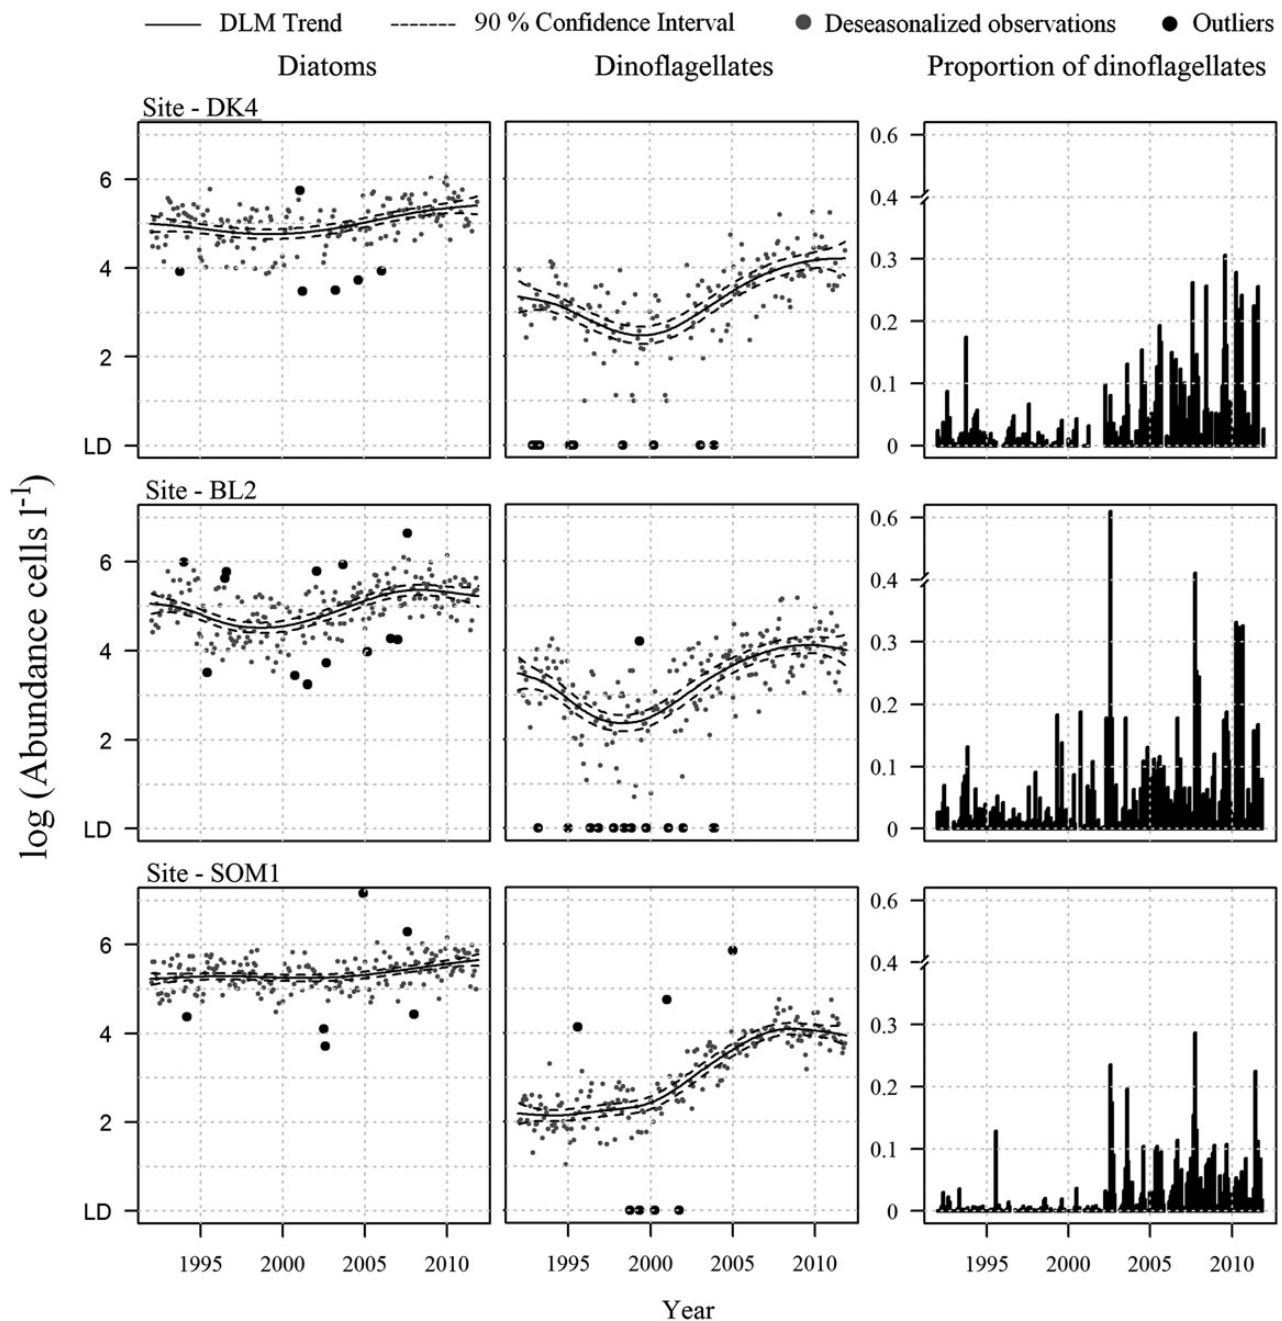 DLM Trend 90 % Confidence Interval Deseasonalized observations Outliers
Diatoms Dinoflagellates Proportion of dinoflagellates
Site - DK4
6
4
2
LD
0.6
0.4
0.3
0.2
0.1
0
Site - BL2
6
4
2
LD
0.6
0.4
0.3
0.2
0.1
0
Site - SOM1
6
4
2
LD
0.6
0.4
0.3
0.2
0.1
0
log (Abundance cells l-1)
1995 2000 2005 2010 1995 2000 2005 2010 1995 2000 2005 2010
Year